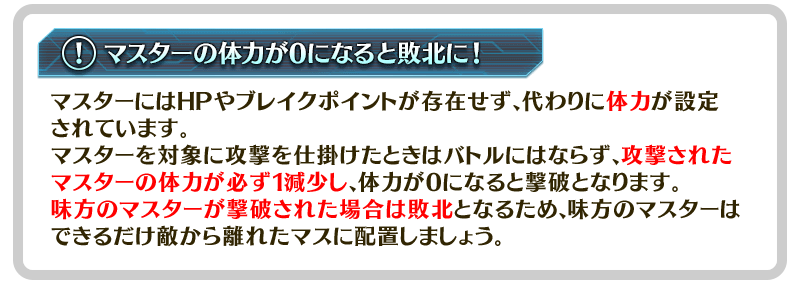 ! マスターの体力が0になると敗北に!
マスターにはHPやブレイクポイントが存在せず、代わりに体力が設定
されています。
マスターを対象に攻撃を仕掛けたときはバトルにはならず、攻撃された
マスターの体力が必ず1減少し、体力が0になると撃破となります。
味方のマスターが撃破された場合は敗北となるため、味方のマスターは
できるだけ敵から離れたマスに配置しましょう。